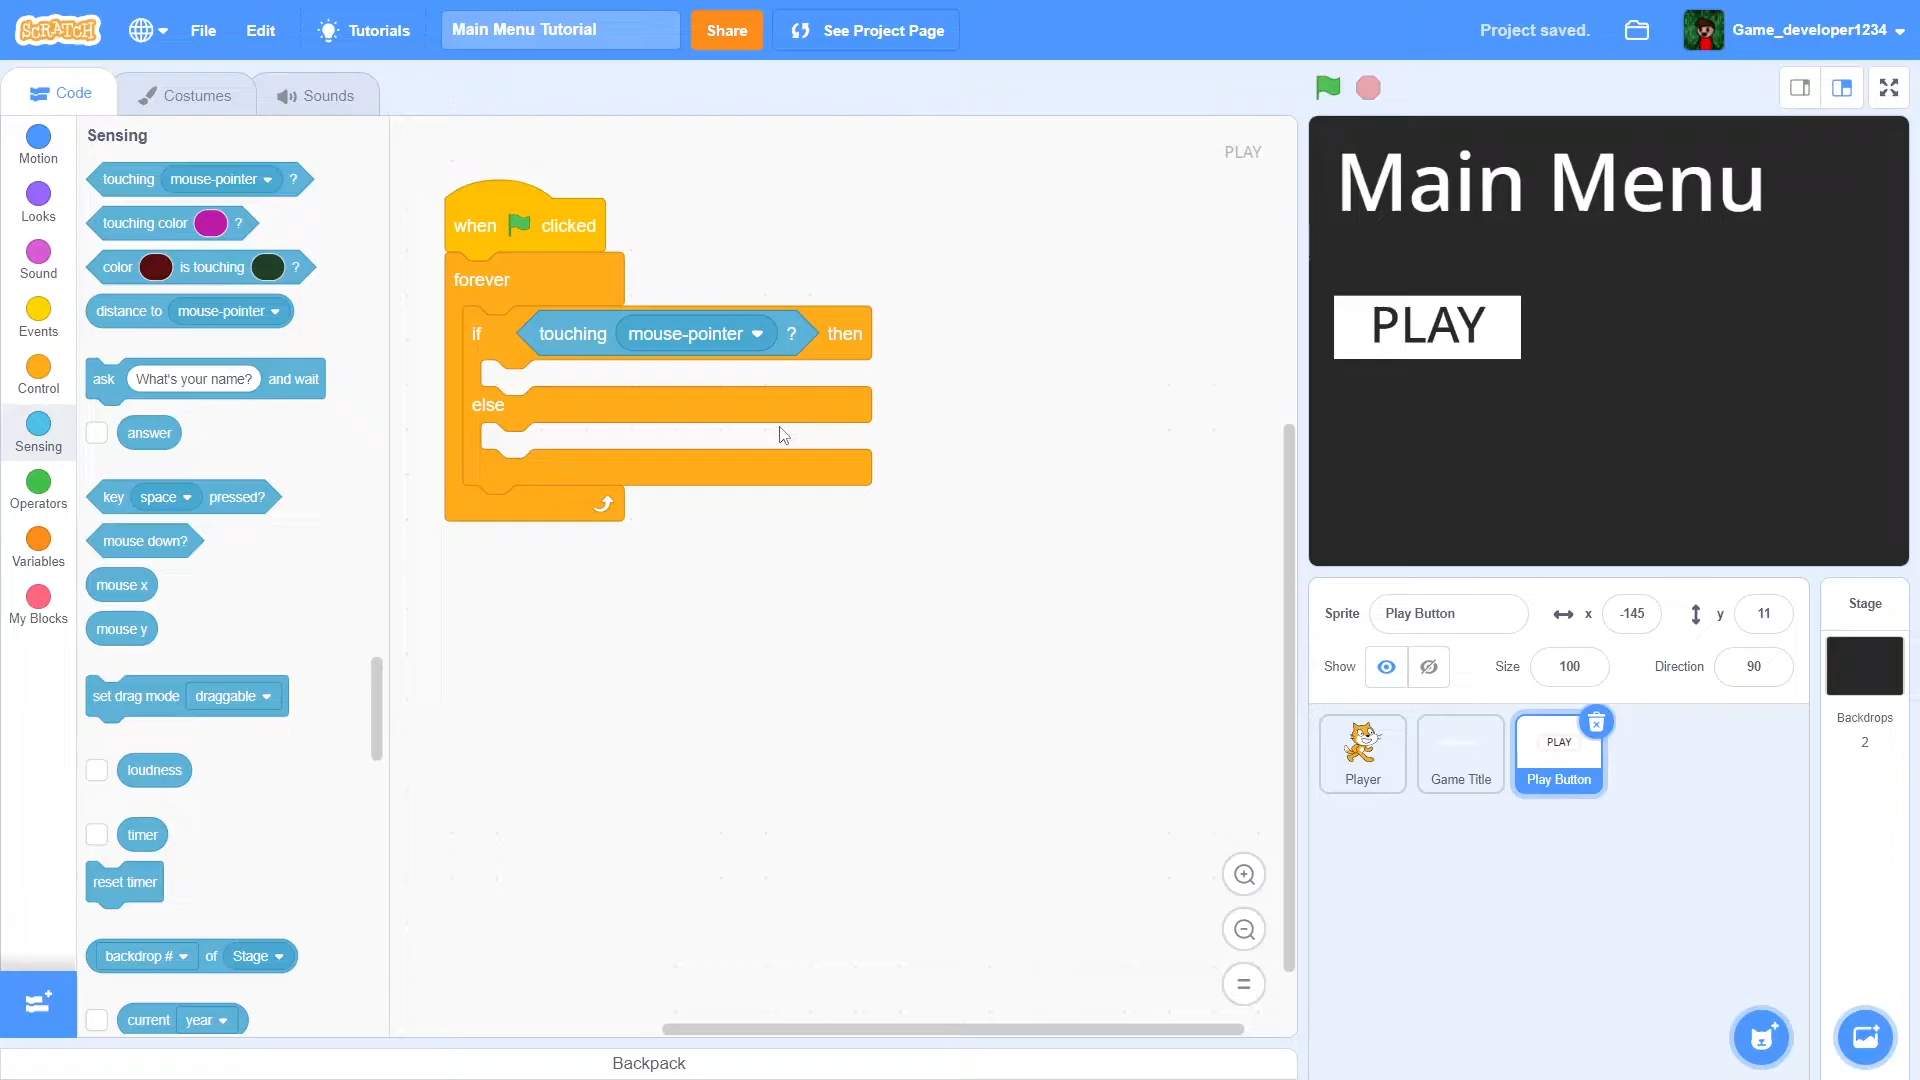 SCRATCH
File
Edit
Tutorials
Main Menu Tutorial
Share
See Project Page
Project saved.
Game_developer1234
Code
Costumes
Sounds
Motion
Looks
Sound
Events
Control
Sensing
Operators
Variables
My Blocks
Sensing
touching mouse-pointer ?
touching color ?
color is touching ?
distance to mouse-pointer
ask What's your name? and wait
answer
key space pressed?
mouse down?
mouse x
mouse y
set drag mode draggable
loudness
timer
reset timer
backdrop # of Stage
current year
PLAY
when clicked
forever
if touching mouse-pointer ? then
else
Backpack
Main Menu
PLAY
Sprite Play Button x -145 y 11
Show Size 100 Direction 90
Player
Game Title
PLAY
Play Button
Stage
Backdrops
2